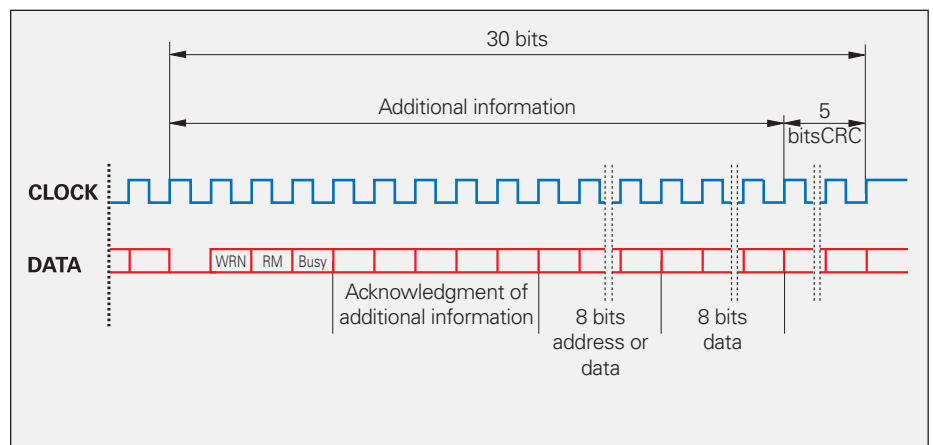 30 bits
Additional information
5
bitsCRC
CLOCK
DATA
WRN RM Busy
Acknowledgment of
additional information
8 bits
address or
data
8 bits
data